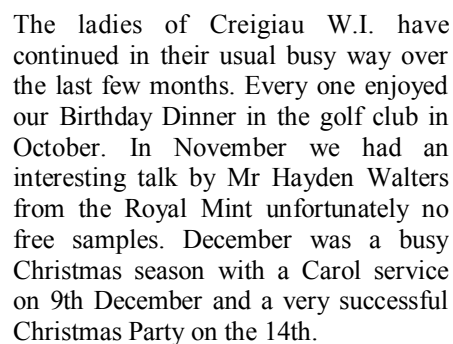 The ladies of Creigiau W.I. have
continued in their usual busy way over
the last few months. Every one enjoyed
our Birthday Dinner in the golf club in
October. In November we had an
interesting talk by Mr Hayden Walters
from the Royal Mint unfortunately no
free samples. December was a busy
Christmas season with a Carol service
on 9th December and a very successful
Christmas Party on the 14th.